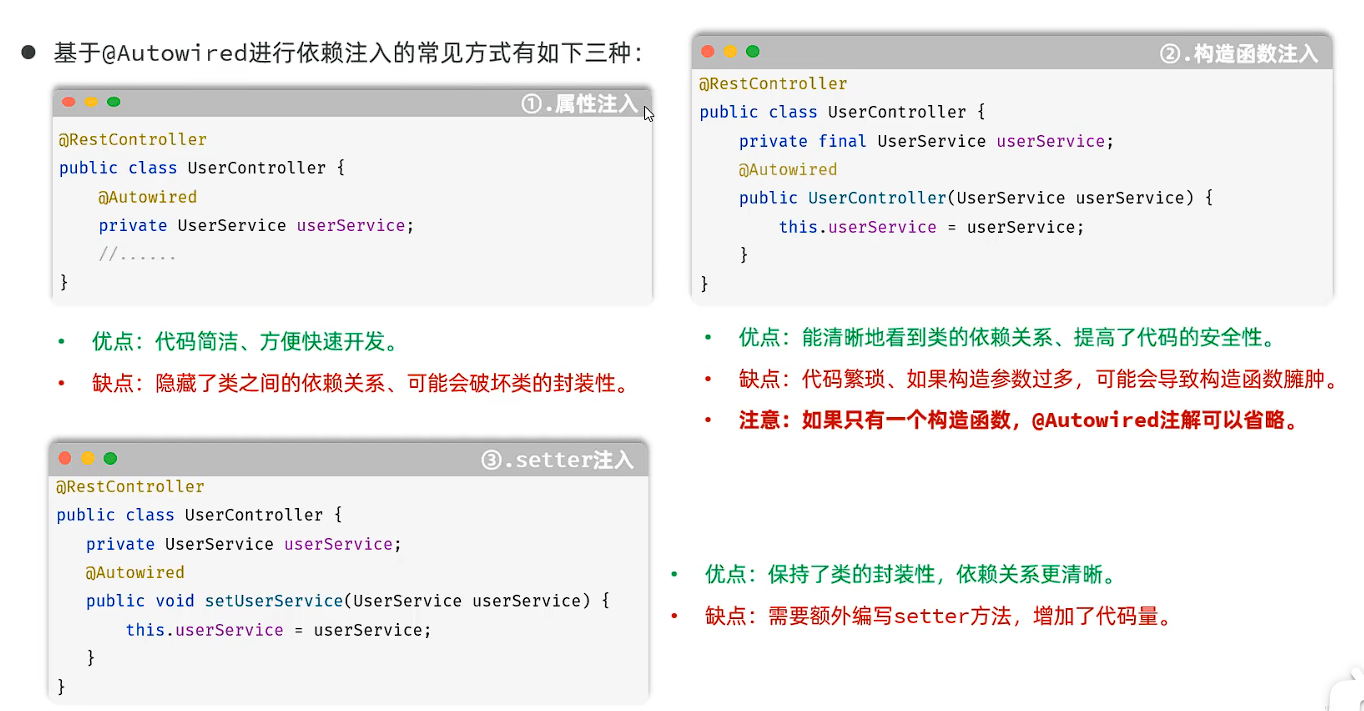 ● 基于@Autowired进行依赖注入的常见方式有如下三种：
①.属性注入
@RestController
public class UserController {
    @Autowired
    private UserService userService;
    //......
}
• 优点：代码简洁、方便快速开发。
• 缺点：隐藏了类之间的依赖关系、可能会破坏类的封装性。
②.构造函数注入
@RestController
public class UserController {
    private final UserService userService;
    @Autowired
    public UserController(UserService userService) {
        this.userService = userService;
    }
}
• 优点：能清晰地看到类的依赖关系、提高了代码的安全性。
• 缺点：代码繁琐、如果构造参数过多，可能会导致构造函数臃肿。
• 注意：如果只有一个构造函数，@Autowired注解可以省略。
③.setter注入
@RestController
public class UserController {
   private UserService userService;
   @Autowired
   public void setUserService(UserService userService) {
       this.userService = userService;
   }
}
• 优点：保持了类的封装性，依赖关系更清晰。
• 缺点：需要额外编写setter方法，增加了代码量。